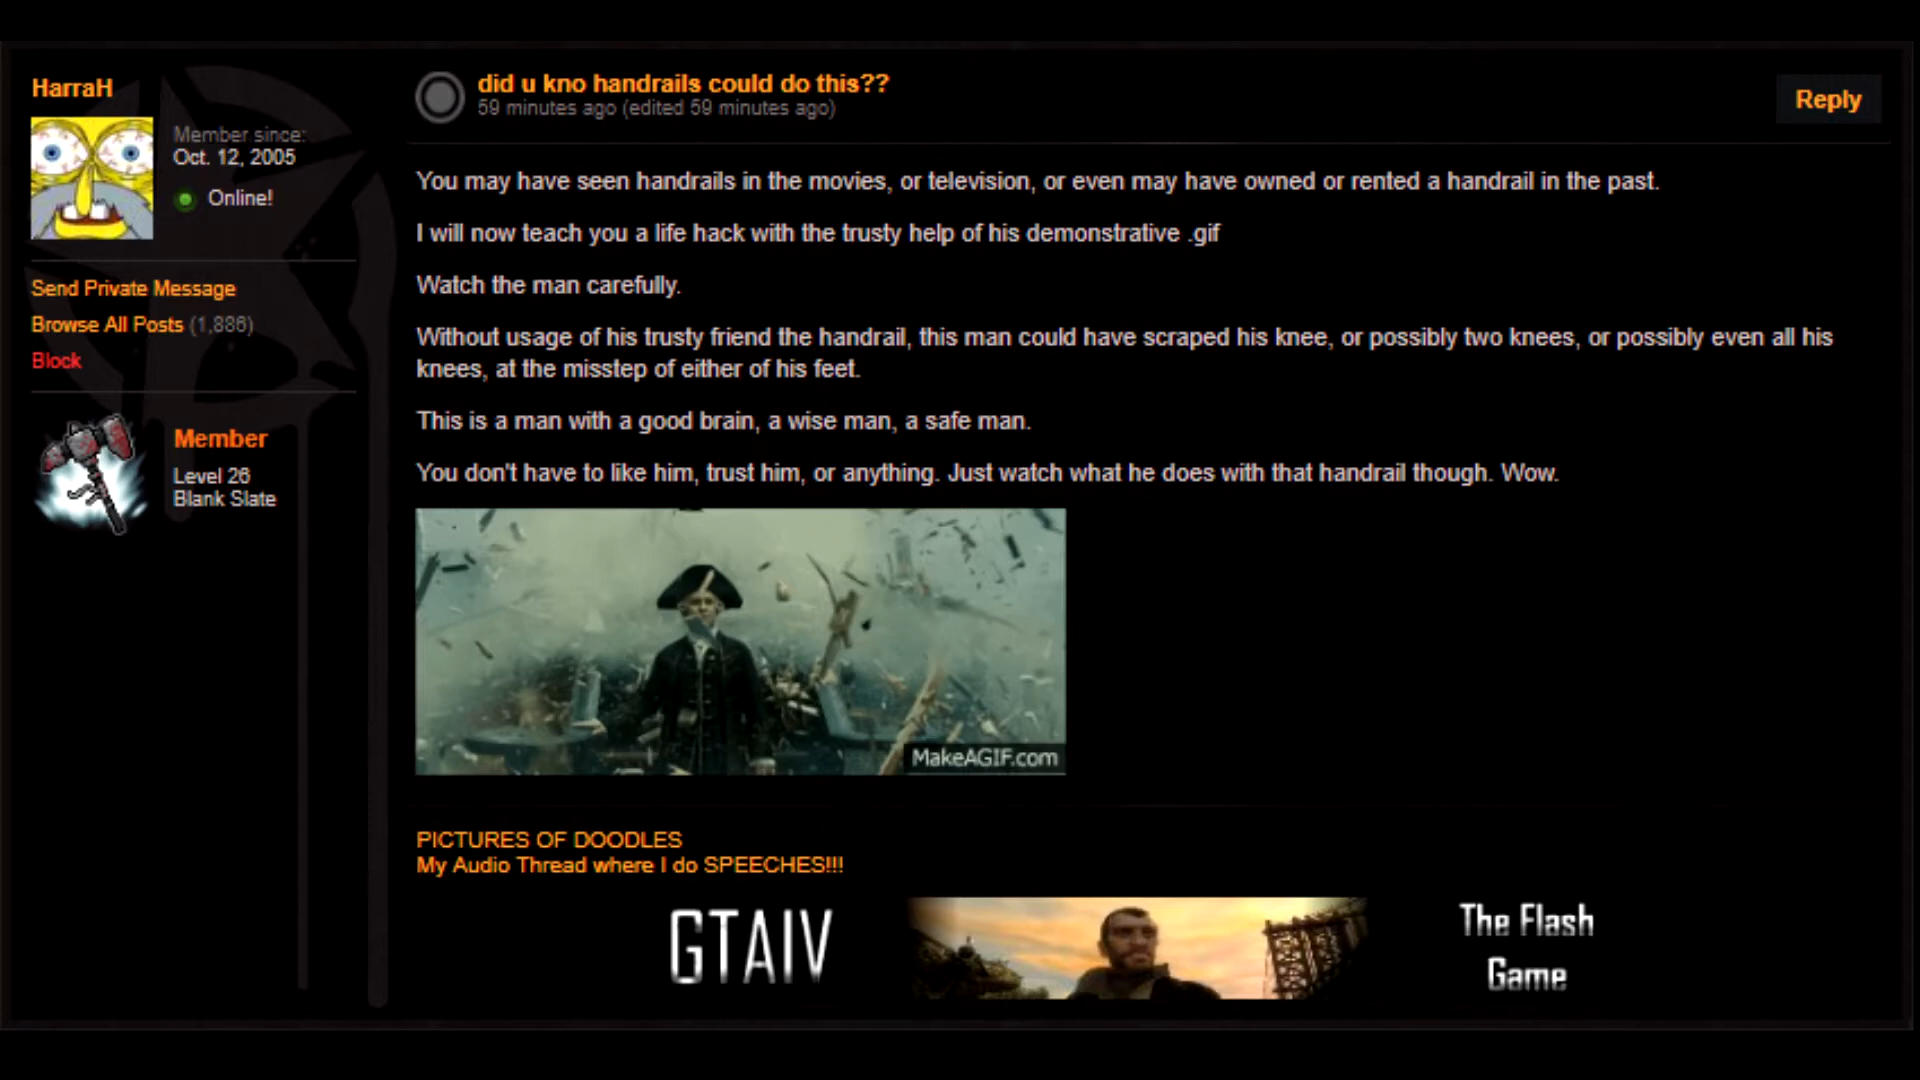 HarraH
Member since:
Oct. 12, 2005
Online!
Send Private Message
Browse All Posts (1,886)
Block
Member
Level 26
Blank Slate
did u kno handrails could do this??
59 minutes ago (edited 59 minutes ago)
Reply
You may have seen handrails in the movies, or television, or even may have owned or rented a handrail in the past.
I will now teach you a life hack with the trusty help of his demonstrative .gif
Watch the man carefully.
Without usage of his trusty friend the handrail, this man could have scraped his knee, or possibly two knees, or possibly even all his
knees, at the misstep of either of his feet.
This is a man with a good brain, a wise man, a safe man.
You don't have to like him, trust him, or anything. Just watch what he does with that handrail though. Wow.
MakeAGIF.com
PICTURES OF DOODLES
My Audio Thread where I do SPEECHES!!!
GTAIV
The Flash
Game